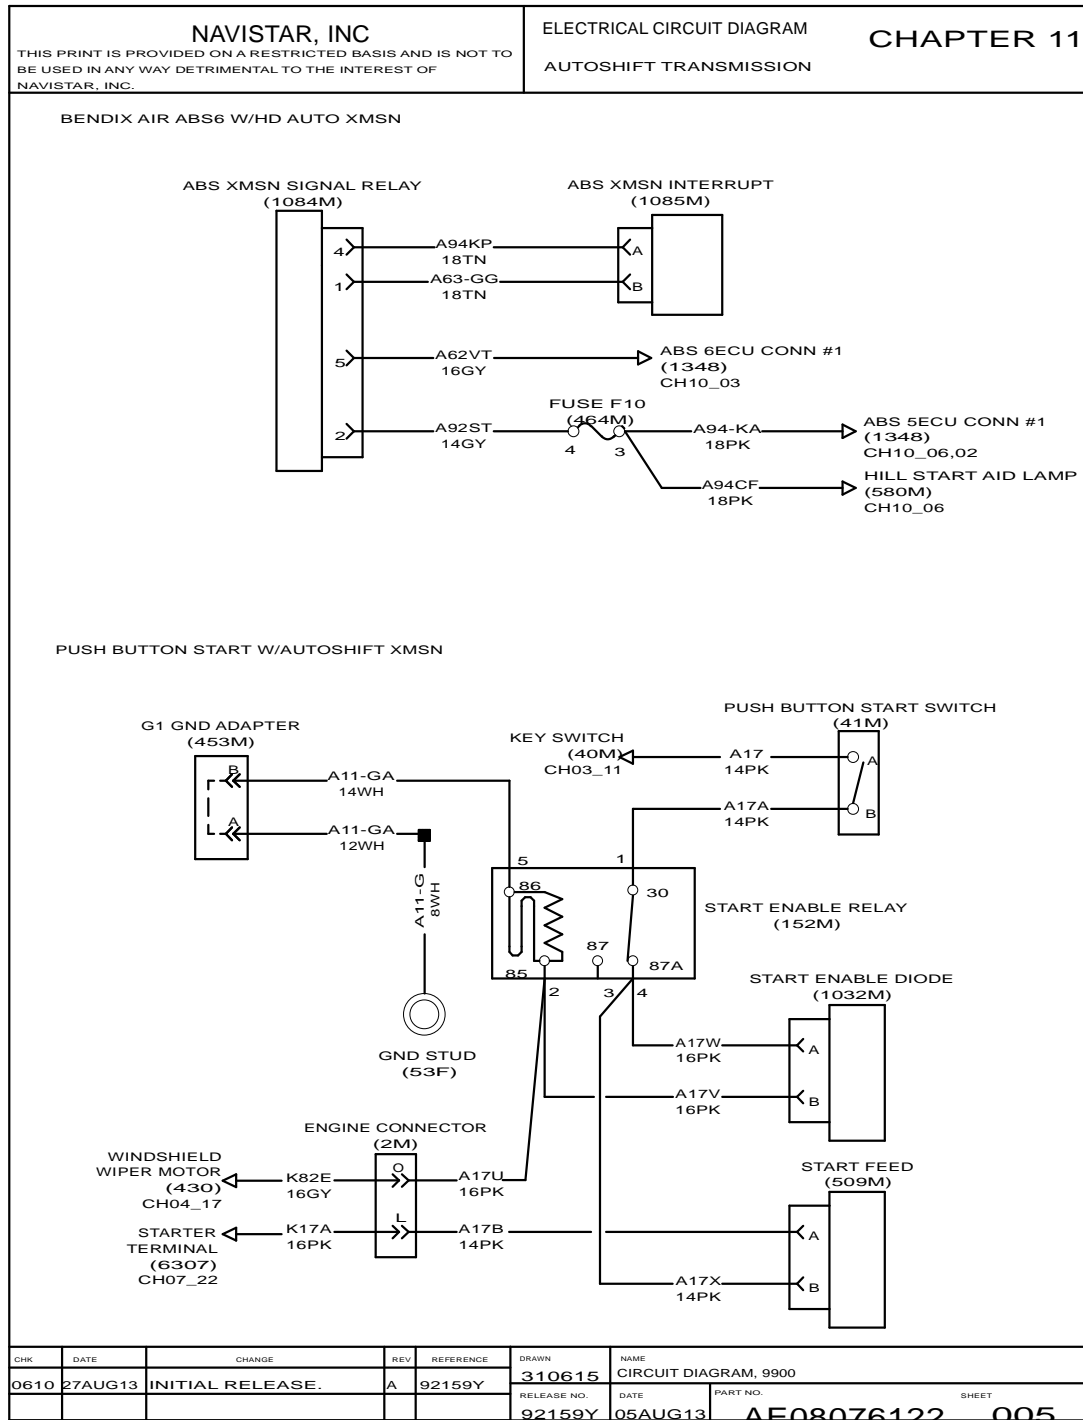 NAVISTAR, INC
THIS PRINT IS PROVIDED ON A RESTRICTED BASIS AND IS NOT TO
BE USED IN ANY WAY DETRIMENTAL TO THE INTEREST OF
NAVISTAR, INC.
ELECTRICAL CIRCUIT DIAGRAM
AUTOSHIFT TRANSMISSION
CHAPTER 11
BENDIX AIR ABS6 W/HD AUTO XMSN
ABS XMSN SIGNAL RELAY
(1084M)
ABS XMSN INTERRUPT
(1085M)
4
A94KP
18TN
A
1
A63-GG
18TN
B
5
A62VT
16GY
ABS 6ECU CONN #1
(1348)
CH10_03
FUSE F10
(464M)
2
A92ST
14GY
4
3
A94-KA
18PK
ABS 5ECU CONN #1
(1348)
CH10_06,02
A94CF
18PK
HILL START AID LAMP
(580M)
CH10_06
PUSH BUTTON START W/AUTOSHIFT XMSN
G1 GND ADAPTER
(453M)
B
A11-GA
14WH
A
A11-GA
12WH
A11-G
8WH
GND STUD
(53F)
KEY SWITCH
(40M)
CH03_11
PUSH BUTTON START SWITCH
(41M)
A17
14PK
A
A17A
14PK
B
5
1
86
30
87
85
87A
2
3
4
START ENABLE RELAY
(152M)
START ENABLE DIODE
(1032M)
A17W
16PK
A
A17V
16PK
B
ENGINE CONNECTOR
(2M)
WINDSHIELD
WIPER MOTOR
(430)
CH04_17
K82E
16GY
O
A17U
16PK
STARTER
TERMINAL
(6307)
CH07_22
K17A
16PK
L
A17B
14PK
START FEED
(509M)
A
A17X
14PK
B
CHK DATE CHANGE REV REFERENCE
0610 27AUG13 INITIAL RELEASE. A 92159Y
DRAWN
310615
NAME
CIRCUIT DIAGRAM, 9900
RELEASE NO.
92159Y
DATE
05AUG13
PART NO.
AE08076122
SHEET
005